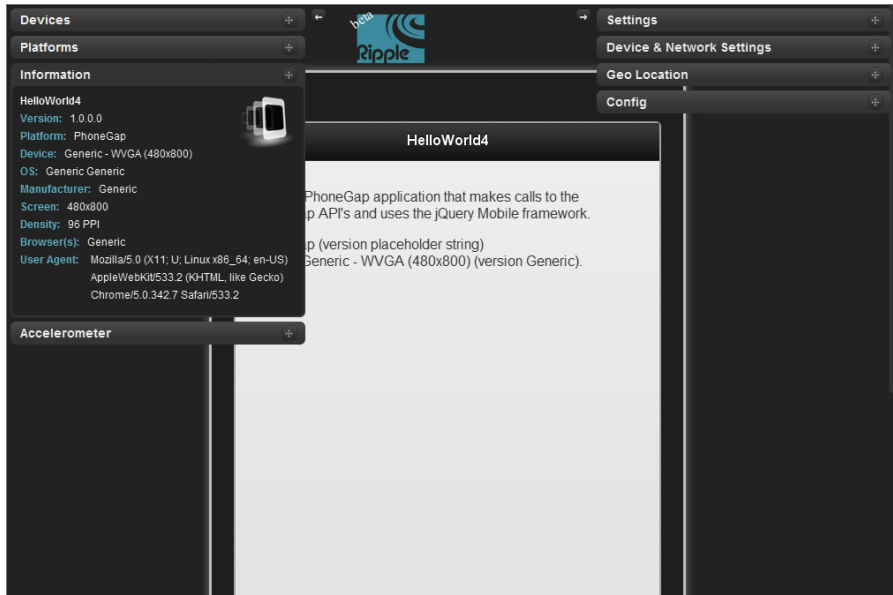 Devices
Platforms
Information
HelloWorld4
Version: 1.0.0.0
Platform: PhoneGap
Device: Generic - WVGA (480x800)
OS: Generic Generic
Manufacturer: Generic
Screen: 480x800
Density: 96 PPI
Browser(s): Generic
User Agent: Mozilla/5.0 (X11; U; Linux x86_64; en-US)
AppleWebKit/533.2 (KHTML, like Gecko)
Chrome/5.0.342.7 Safari/533.2
Accelerometer
beta
Ripple
HelloWorld4
PhoneGap application that makes calls to the
API's and uses the jQuery Mobile framework.
(version placeholder string)
Generic - WVGA (480x800) (version Generic).
Settings
Device & Network Settings
Geo Location
Config